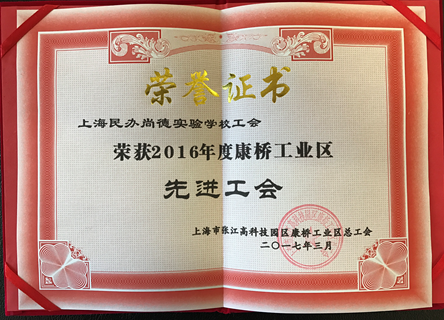 荣誉证书
上海民办尚德实验学校工会
荣获2016年度康桥工业区
先进工会
上海市张江高科技园区康桥工业区总工会
二〇一七年三月